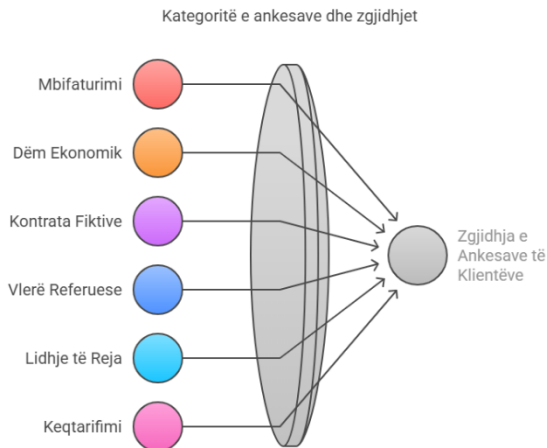 Kategoritë e ankesave dhe zgjidhjet
Mbifaturimi
Dëm Ekonomik
Kontrata Fiktive
Vlerë Referuese
Lidhje të Reja
Keqtarifimi
Zgjidhja e
Ankesave të
Klientëve